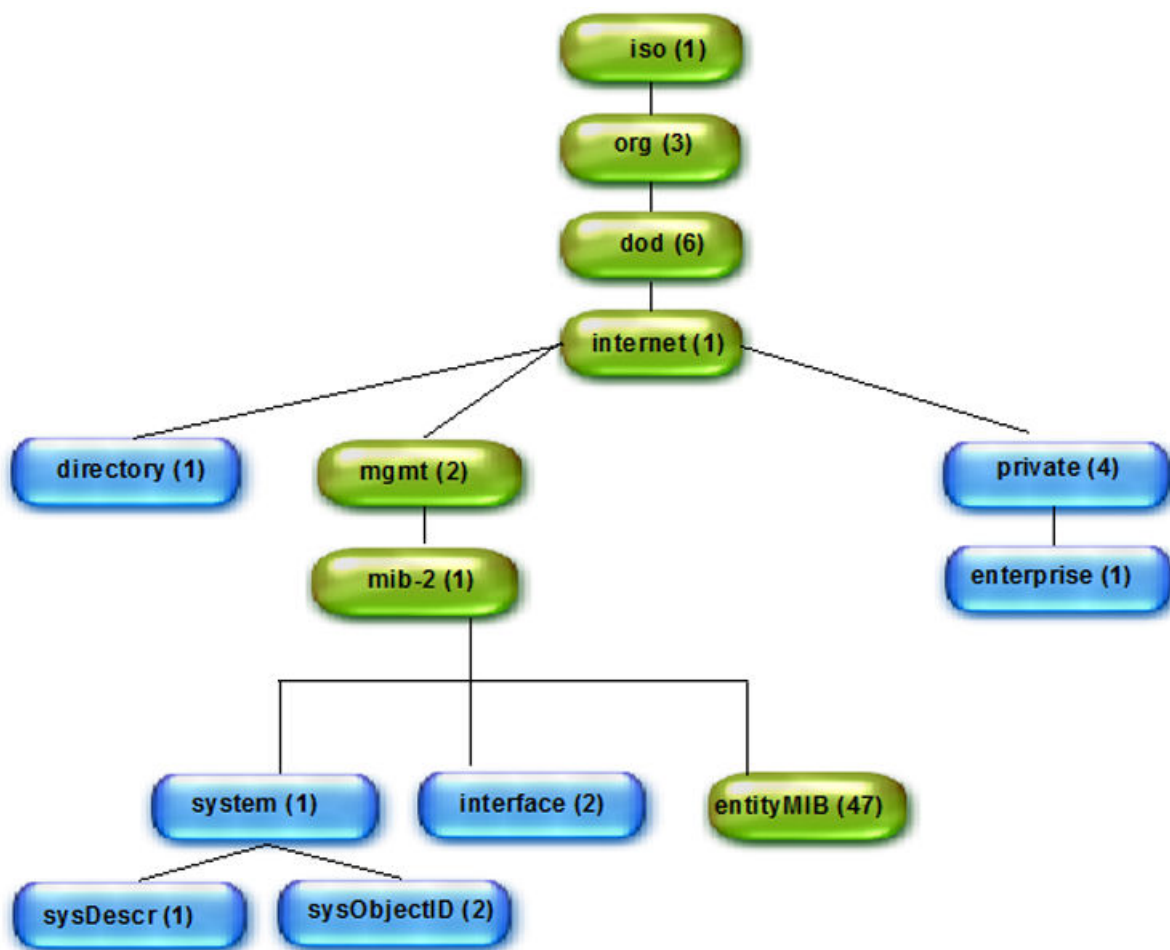 iso (1)
org (3)
dod (6)
internet (1)
directory (1)
mgmt (2)
private (4)
mib-2 (1)
enterprise (1)
system (1)
interface (2)
entityMIB (47)
sysDescr (1)
sysObjectID (2)